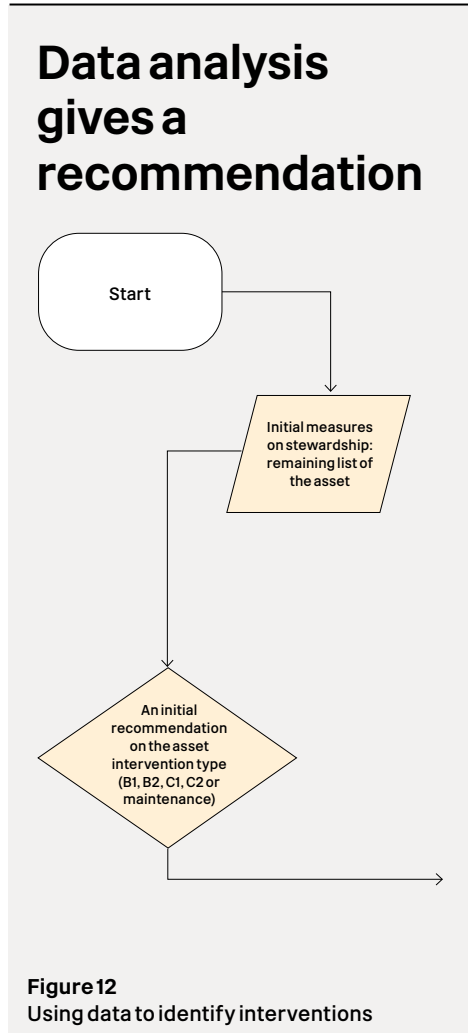 Data analysis
gives a
recommendation
Start
Initial measures
on stewardship:
remaining list of
the asset
An initial
recommendation
on the asset
intervention type
(B1, B2, C1, C2 or
maintenance)
Figure 12
Using data to identify interventions